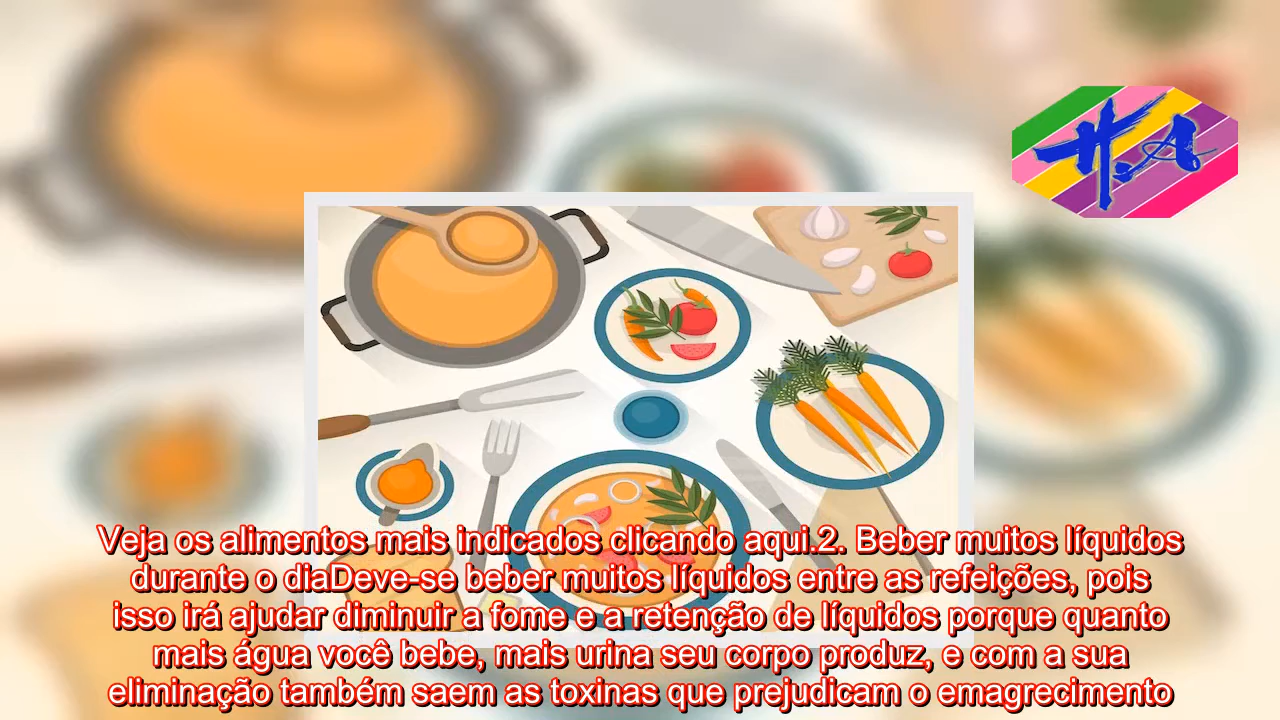 H.A
Veja os alimentos mais indicados clicando aqui.2. Beber muitos líquidos
durante o diaDeve-se beber muitos líquidos entre as refeições, pois
isso irá ajudar diminuir a fome e a retenção de líquidos porque quanto
mais água você bebe, mais urina seu corpo produz, e com a sua
eliminação também saem as toxinas que prejudicam o emagrecimento